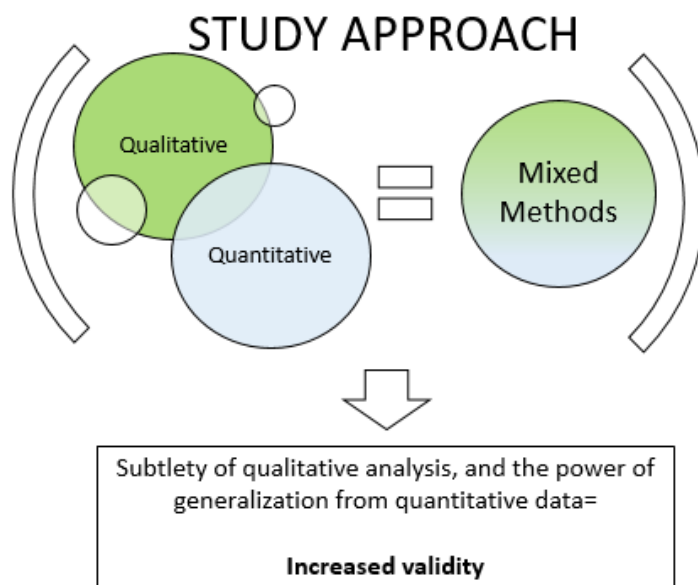 STUDY APPROACH
Qualitative
Quantitative
Mixed
Methods
Subtlety of qualitative analysis, and the power of
generalization from quantitative data=
Increased validity